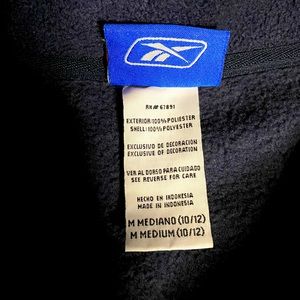 RN# 67891
EXTERIOR:100% POLIESTER
SHELL: 100% POLYESTER
EXCLUSIVO DE DECORACION
EXCLUSIVE OF DECORATION
VER AL DORSO PARA CUIDADO
SEE REVERSE FOR CARE
HECHO EN INDONESIA
MADE IN INDONESIA
M MEDIANO (10/12)
M MEDIUM (10/12)